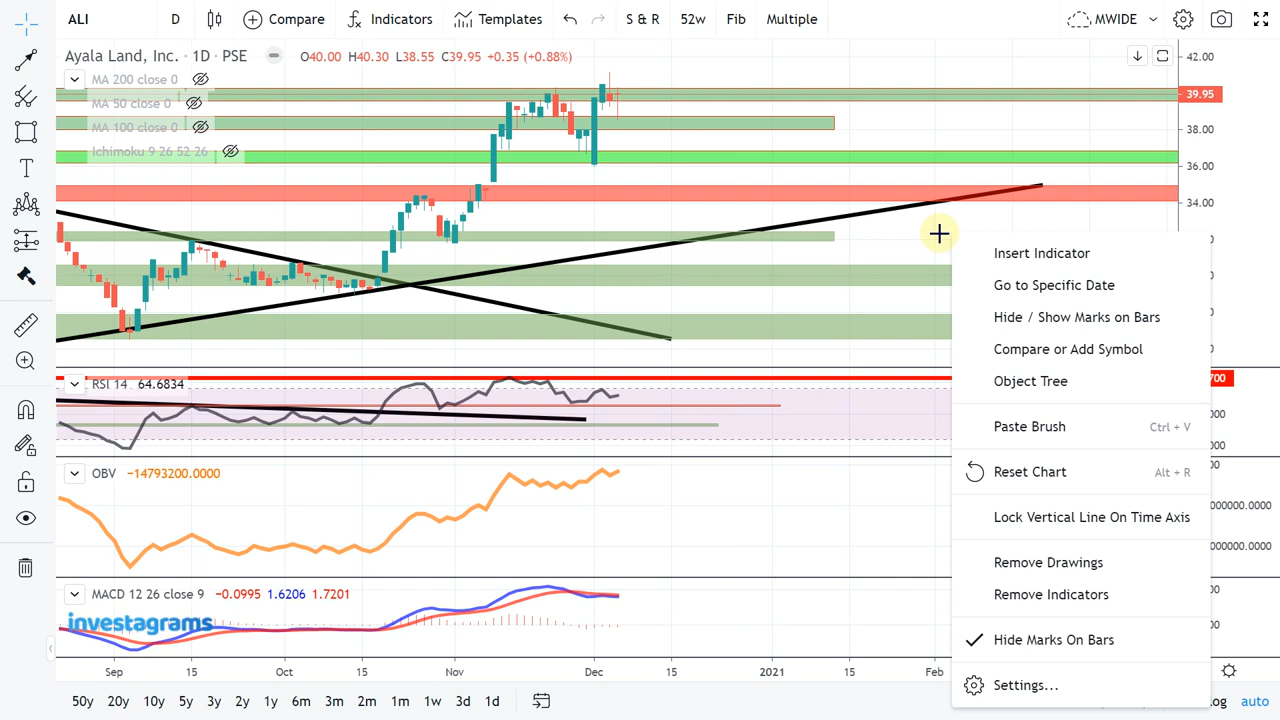 ALI D Compare Indicators Templates S & R 52w Fib Multiple MWIDE
Ayala Land, Inc. · 1D · PSE O40.00 H40.30 L38.55 C39.95 +0.35 (+0.88%)
MA 200 close 0
MA 50 close 0
MA 100 close 0
Ichimoku 9 26 52 26
42.00
39.95
38.00
36.00
34.00
Insert Indicator
Go to Specific Date
Hide / Show Marks on Bars
Compare or Add Symbol
Object Tree
Paste Brush Ctrl + V
Reset Chart Alt + R
Lock Vertical Line On Time Axis
Remove Drawings
Remove Indicators
Hide Marks On Bars
Settings...
RSI 14 64.6834
OBV −14793200.0000
MACD 12 26 close 9 −0.0995 1.6206 1.7201
investagrams
Sep 15 Oct 15 Nov Dec 15 2021 15 Feb
50y 20y 10y 5y 3y 2y 1y 6m 3m 2m 1m 1w 3d 1d auto